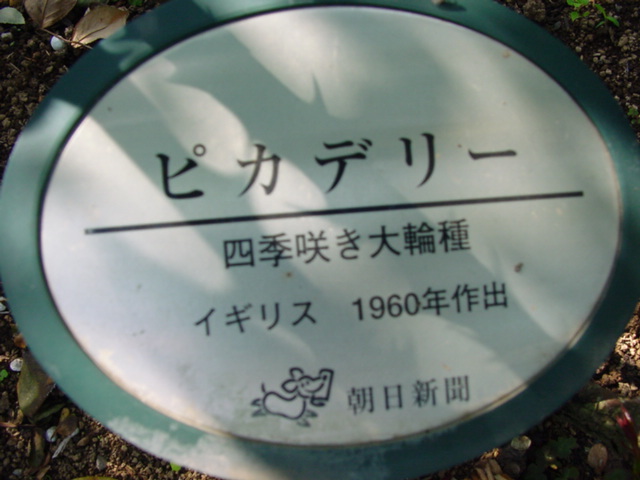 ピカデリー
四季咲き大輪種
イギリス　1960年作出
朝日新聞